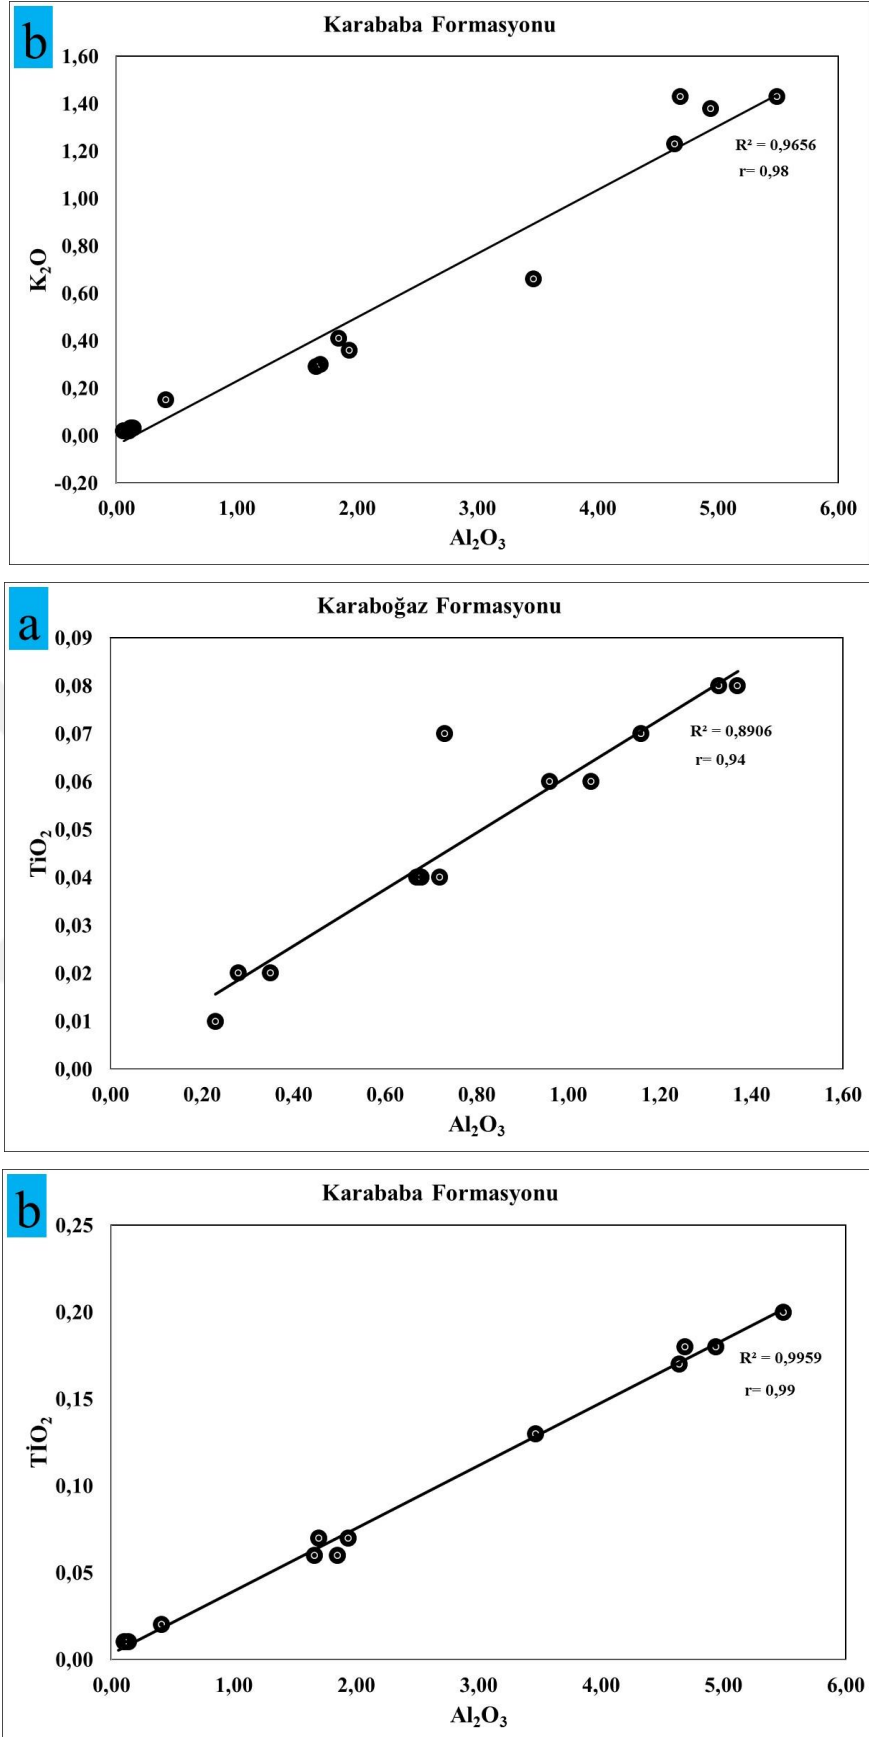 b
Karababa Formasyonu
1,60
1,40
1,20
1,00
0,80
0,60
0,40
0,20
0,00
-0,20
K₂O
R² = 0,9656
r= 0,98
0,00 1,00 2,00 3,00 4,00 5,00 6,00
Al₂O₃
a
Karaboğaz Formasyonu
0,09
0,08
0,07
0,06
0,05
0,04
0,03
0,02
0,01
0,00
TiO₂
R² = 0,8906
r= 0,94
0,00 0,20 0,40 0,60 0,80 1,00 1,20 1,40 1,60
Al₂O₃
b
Karababa Formasyonu
0,25
0,20
0,15
0,10
0,05
0,00
TİO₂
R² = 0,9959
r= 0,99
0,00 1,00 2,00 3,00 4,00 5,00 6,00
Al₂O₃